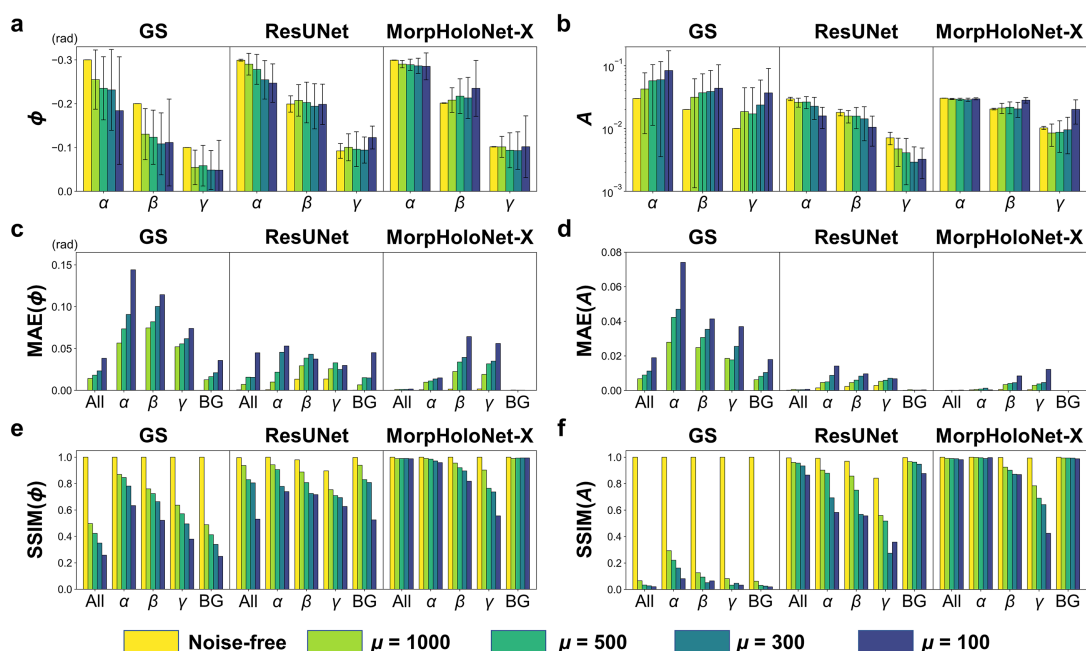 a (rad) GS ResUNet MorpHoloNet-X
ϕ
−0.3
−0.2
−0.1
0.0
α β γ α β γ α β γ
b GS ResUNet MorpHoloNet-X
A
10⁻¹
10⁻²
10⁻³
α β γ α β γ α β γ
c (rad) GS ResUNet MorpHoloNet-X
MAE(ϕ)
0.15
0.10
0.05
0.00
All α β γ BG All α β γ BG All α β γ BG
d GS ResUNet MorpHoloNet-X
MAE(A)
0.08
0.06
0.04
0.02
0.00
All α β γ BG All α β γ BG All α β γ BG
e GS ResUNet MorpHoloNet-X
SSIM(ϕ)
1.0
0.8
0.6
0.4
0.2
0.0
All α β γ BG All α β γ BG All α β γ BG
f GS ResUNet MorpHoloNet-X
SSIM(A)
1.0
0.8
0.6
0.4
0.2
0.0
All α β γ BG All α β γ BG All α β γ BG
Noise-free μ = 1000 μ = 500 μ = 300 μ = 100